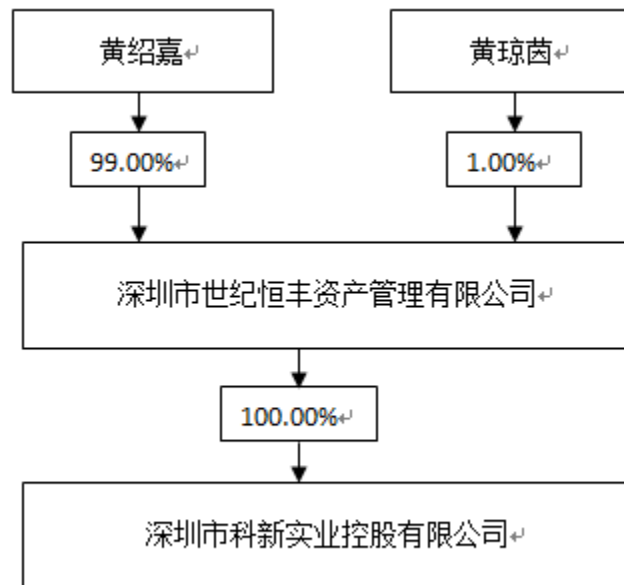 黄绍嘉
黄琼茵
99.00%
1.00%
深圳市世纪恒丰资产管理有限公司
100.00%
深圳市科新实业控股有限公司